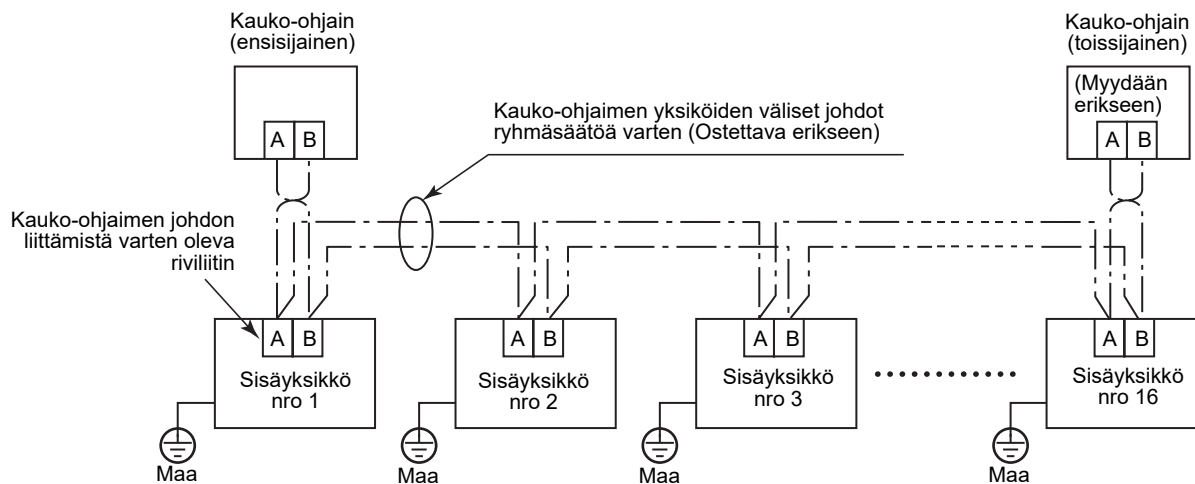 Kauko-ohjain
(ensisijainen)
A B
Kauko-ohjain
(toissijainen)
(Myydään
erikseen)
A B
Kauko-ohjaimen yksiköiden väliset johdot
ryhmäsäätöä varten (Ostettava erikseen)
Kauko-ohjaimen johdon
liittämistä varten oleva
riviliitin
A B
Sisäyksikkö
nro 1
Maa
A B
Sisäyksikkö
nro 2
Maa
A B
Sisäyksikkö
nro 3
Maa
A B
Sisäyksikkö
nro 16
Maa